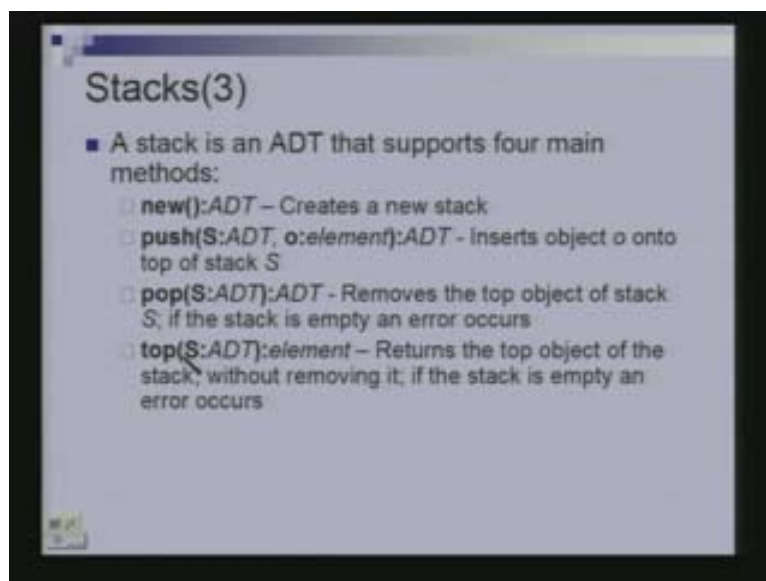 Stacks(3)
A stack is an ADT that supports four main
methods:
new():ADT – Creates a new stack
push(S:ADT, o:element):ADT - Inserts object o onto
top of stack S
pop(S:ADT):ADT - Removes the top object of stack
S; if the stack is empty an error occurs
top(S:ADT):element – Returns the top object of the
stack, without removing it; if the stack is empty an
error occurs